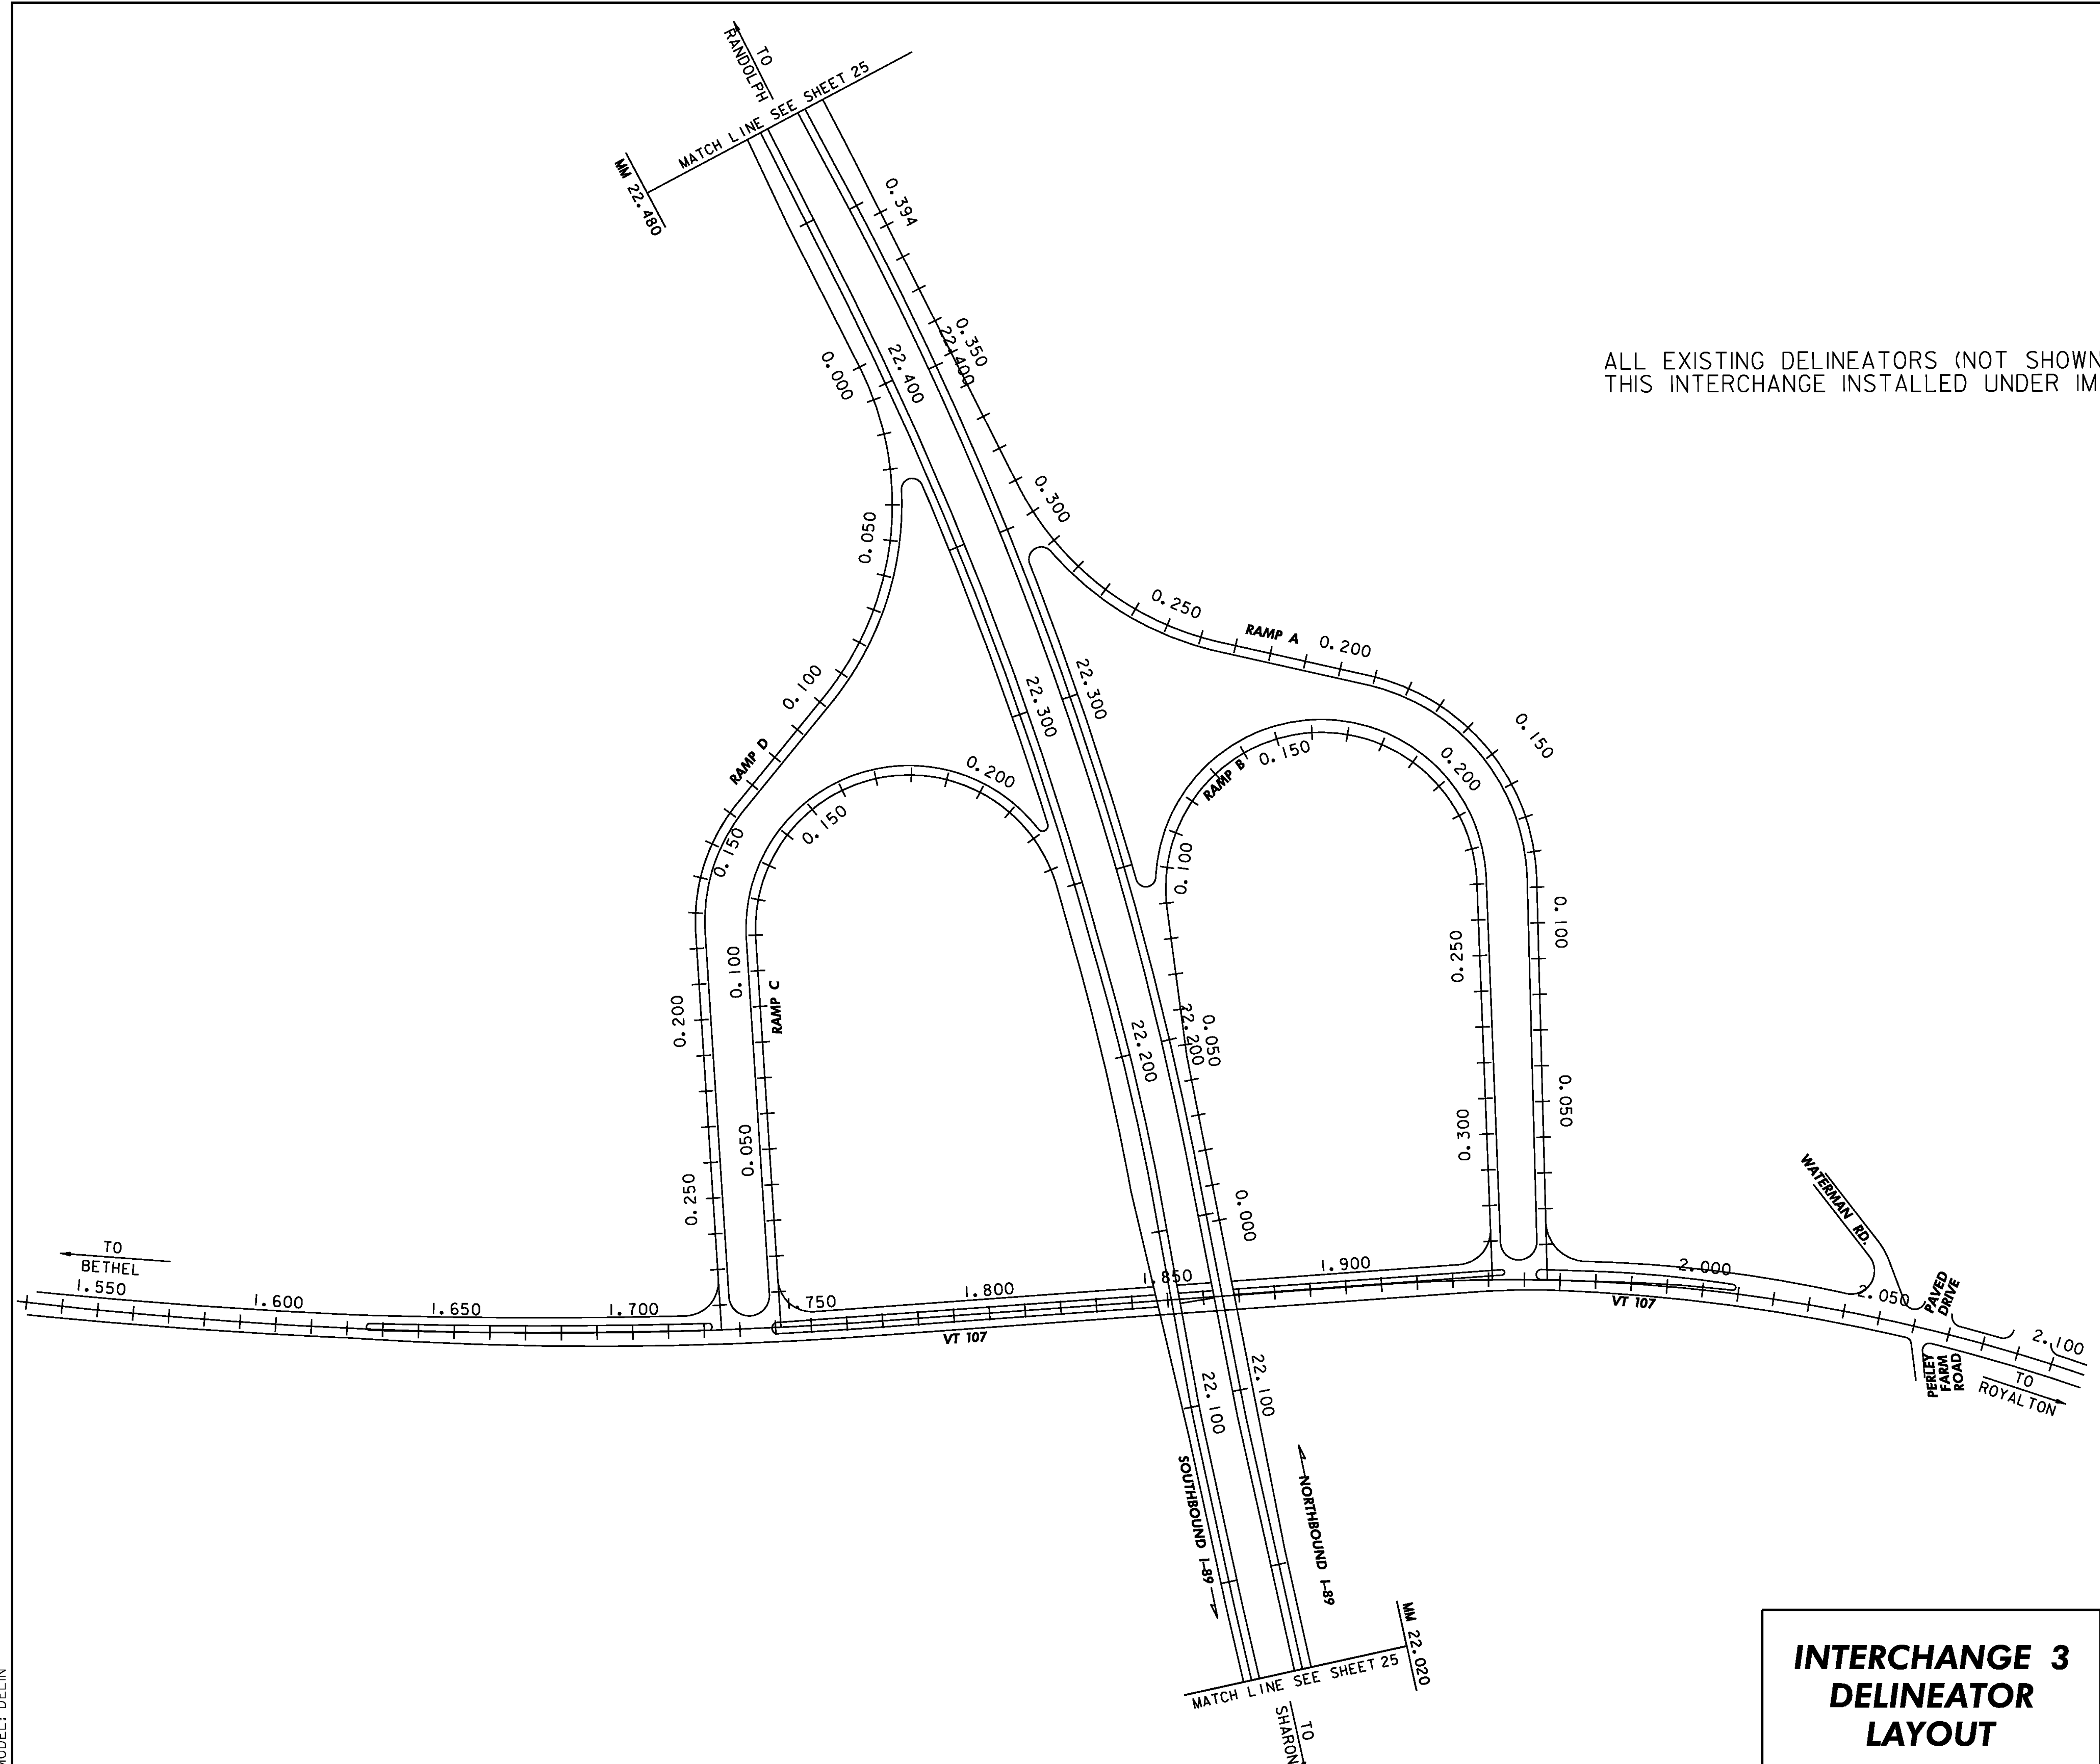 TO
RANDOLPH
MATCH LINE SEE SHEET 25
MM 22.480
0.394
0.350
22.400
22.400
0.000
ALL EXISTING DELINEATORS (NOT SHOWN
THIS INTERCHANGE INSTALLED UNDER IM
0.300
0.050
0.250
RAMP A
0.200
0.100
22.300
22.300
0.150
RAMP D
0.200
0.150
RAMP B
0.200
0.150
0.150
0.100
0.100
0.250
0.100
RAMP C
0.200
22.200
22.200
0.050
0.050
0.300
0.050
0.250
0.000
WATERMAN RD.
TO
BETHEL
1.550
1.600
1.650
1.700
1.750
1.800
1.850
1.900
2.000
2.050
2.100
VT 107
VT 107
PAVED
DRIVE
PERLEY
FARM
ROAD
TO
ROYALTON
22.100
22.100
SOUTHBOUND I-89
NORTHBOUND I-89
MM 22.020
MATCH LINE SEE SHEET 25
TO
SHARON
INTERCHANGE 3
DELINEATOR
LAYOUT
MODEL: DELIN